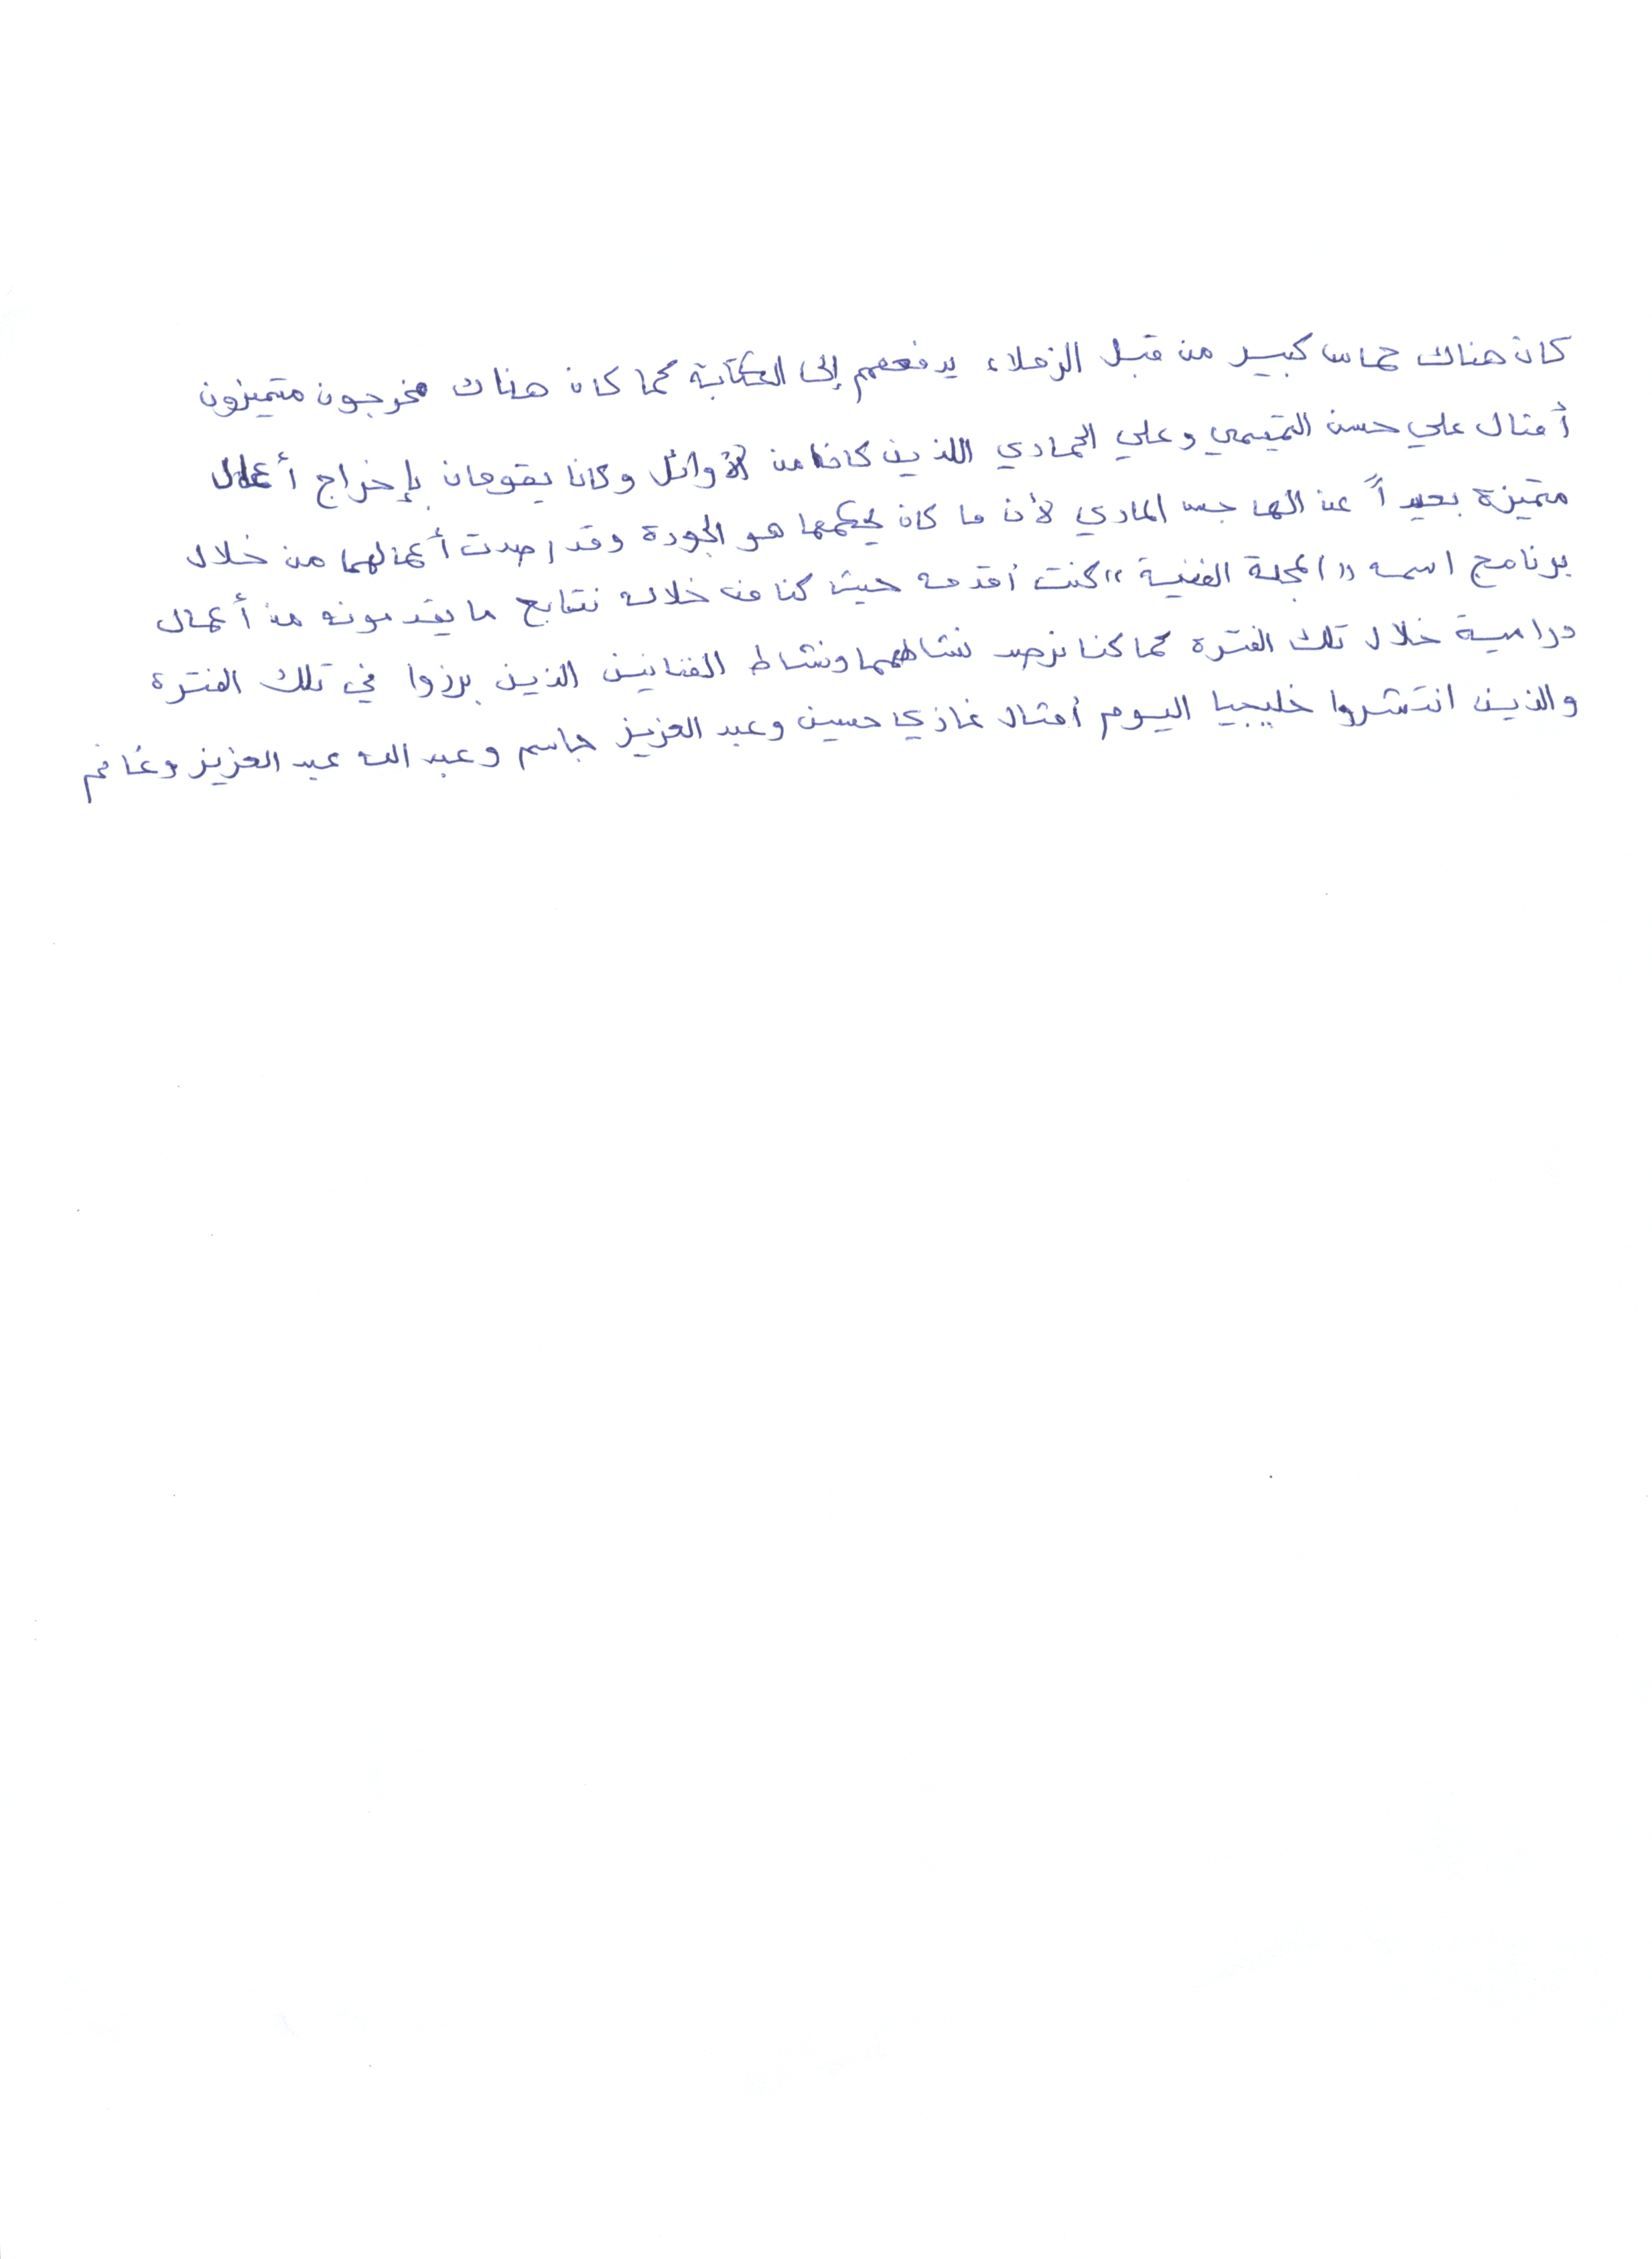 كان هناك حماس كبير من قبل الزملاء يدفعهم إلى الكتابة كما كان هناك مخرجون متميزون
أمثال علي حسن التميمي وعلي الحمادي اللذين كانا من الأوائل وكانا يقومان بإخراج أعمال
متميزة بعيداً عن الهاجس المادي لأن ما كان يحكمها هو الجودة وقد رصدت أعمالهما من خلال
برنامج اسمه «المجلة الفنية» كنت أقدمه حيث كنا من خلاله نتابع ما يقدمونه من أعمال
درامية خلال تلك الفترة كما كنا نرصد نشاطهما ونشاط الفنانين الذين برزوا في تلك الفترة
والذين انتشروا خليجيا اليوم أمثال غازي حسين وعبد العزيز جاسم وعبد الله عبد العزيز وغانم